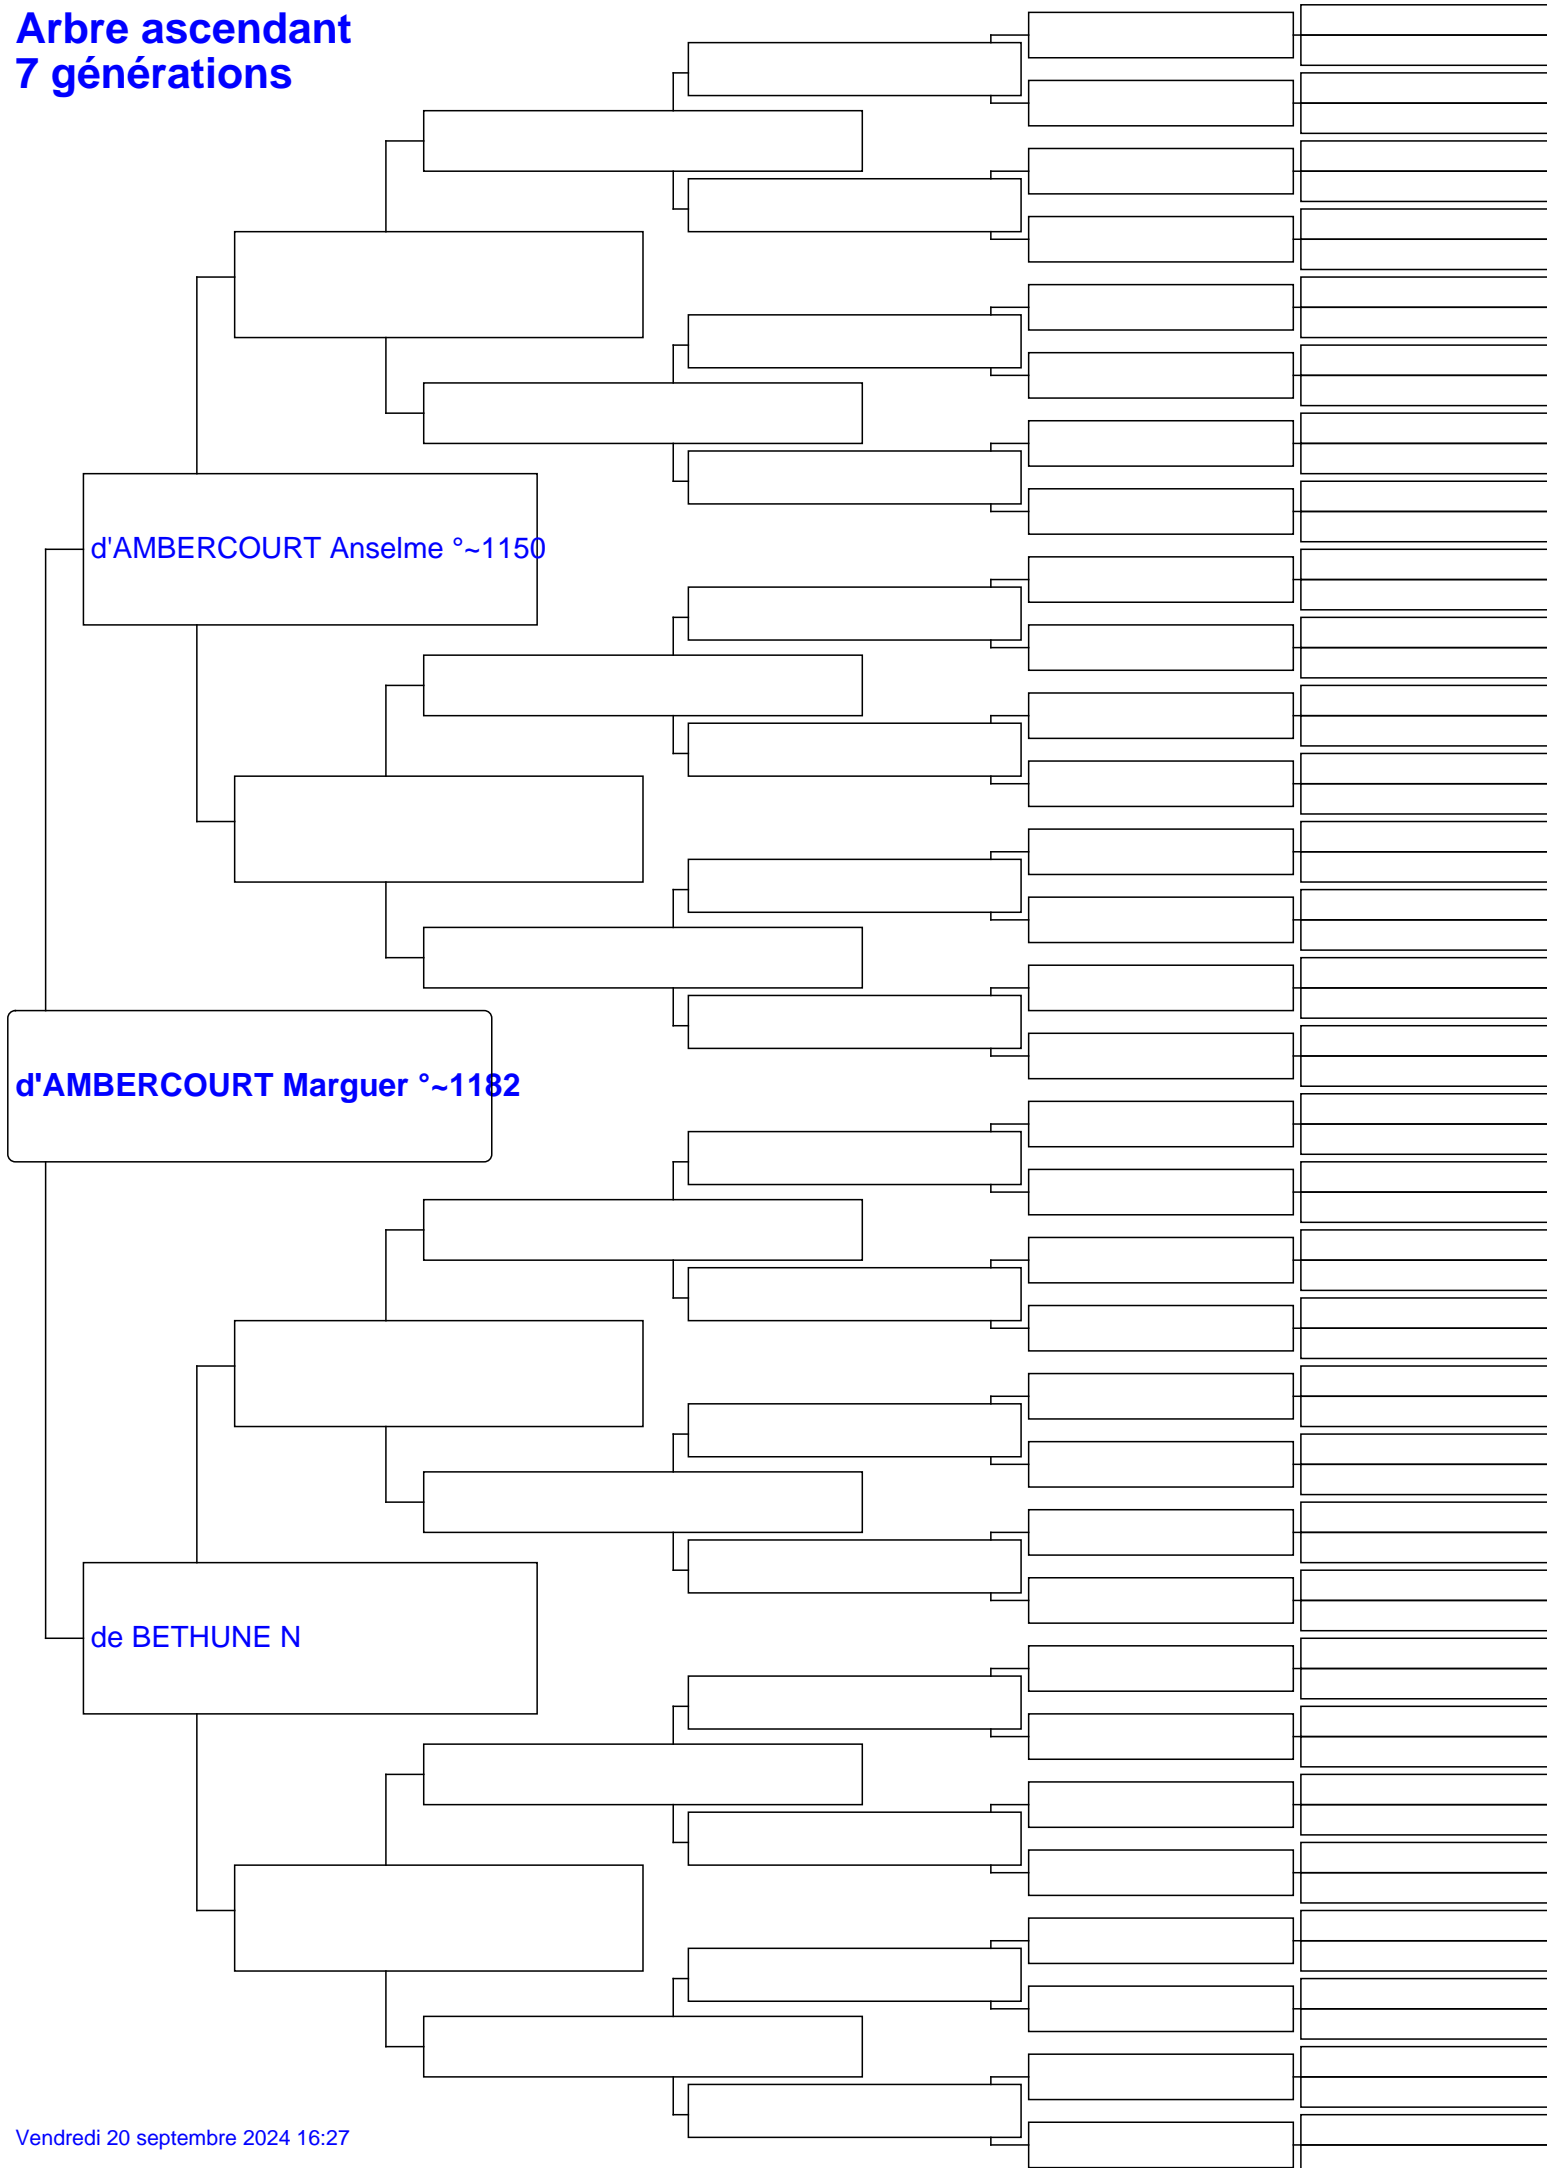 Arbre ascendant
7 générations
d'AMBERCOURT Anselme °~1150
d'AMBERCOURT Marguer °~1182
de BETHUNE N
Vendredi 20 septembre 2024 16:27